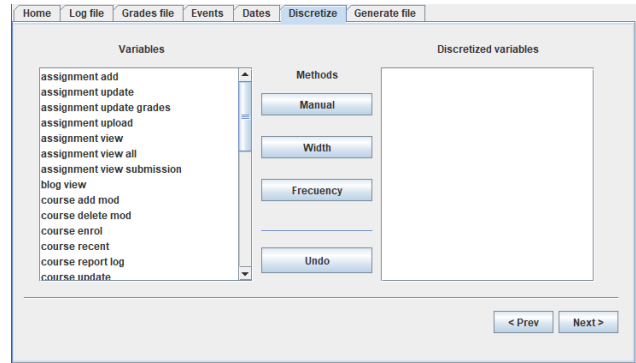 Home Log file Grades file Events Dates Discretize Generate file
Variables
Methods
Discretized variables
assignment add
assignment update
assignment update grades
assignment upload
assignment view
assignment view all
assignment view submission
blog view
course add mod
course delete mod
course enrol
course recent
course report log
course update
Manual
Width
Frecuency
Undo
< Prev Next >